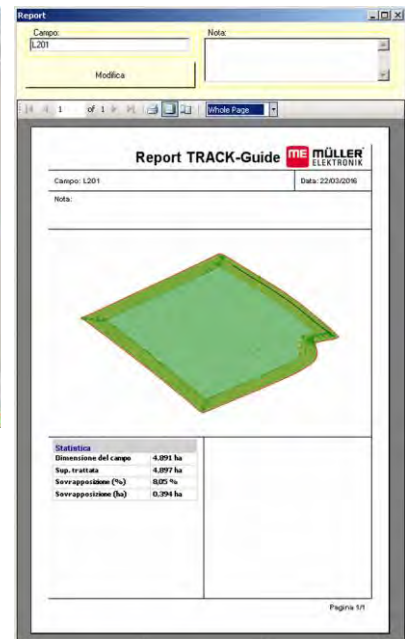 Report
Campo:
Nota:
L201
Modifica
1 of 1
Whole Page
Report TRACK-Guide
ME MÜLLER
ELEKTRONIK
Campo: L201
Data: 22/03/2016
Nota:
Statistica
Dimensione del campo 4.891 ha
Sup. trattata 4.897 ha
Sovrapposizione (%) 8,05 %
Sovrapposizione (ha) 0.394 ha
Pagina 1/1